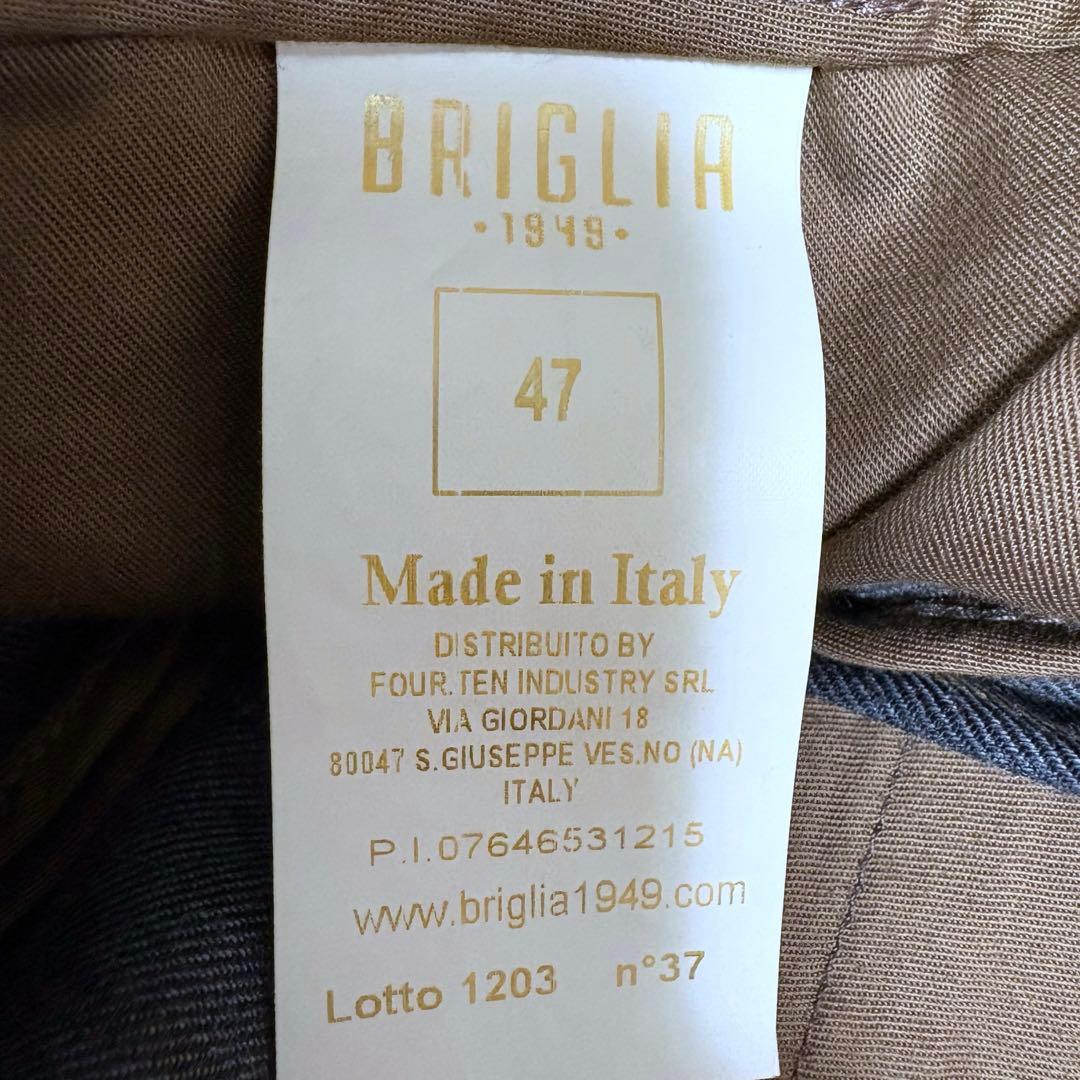 BRIGLIA
•1949•
47
Made in Italy
DISTRIBUITO BY
FOUR.TEN INDUSTRY SRL
VIA GIORDANI 18
80047 S.GIUSEPPE VES.NO (NA)
ITALY
P.I.07646531215
www.briglia1949.com
Lotto 1203 n°37